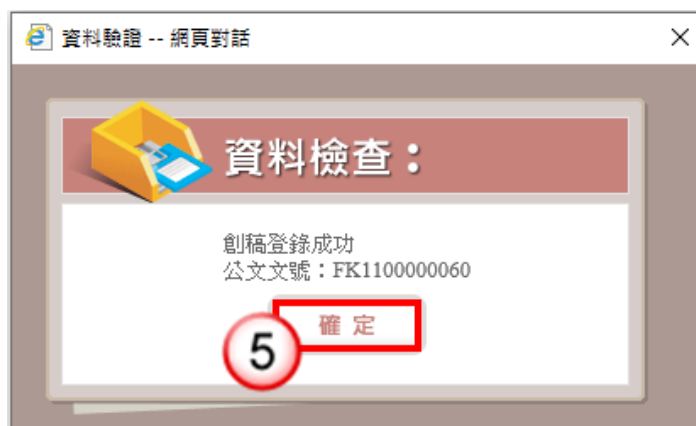 資料驗證 -- 網頁對話
資料檢查：
創稿登錄成功
公文文號：FK1100000060
確 定
5